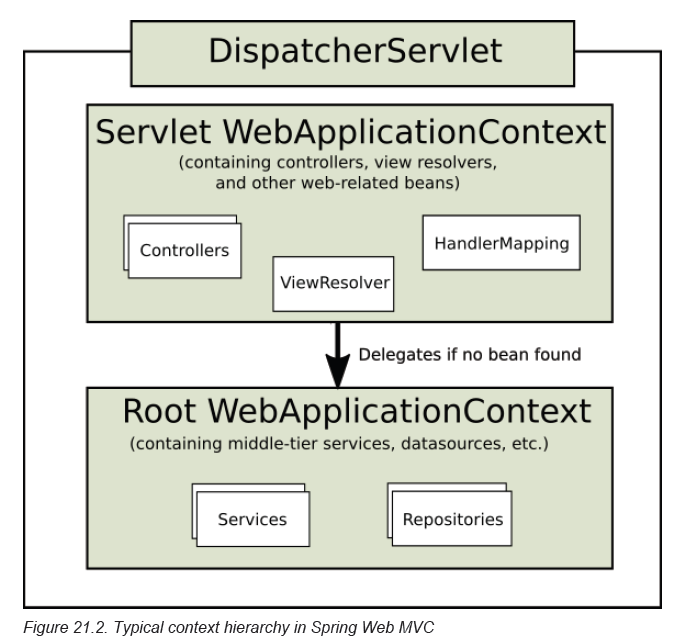 DispatcherServlet
Servlet WebApplicationContext
(containing controllers, view resolvers,
and other web-related beans)
Controllers
HandlerMapping
ViewResolver
Delegates if no bean found
Root WebApplicationContext
(containing middle-tier services, datasources, etc.)
Services
Repositories
Figure 21.2. Typical context hierarchy in Spring Web MVC